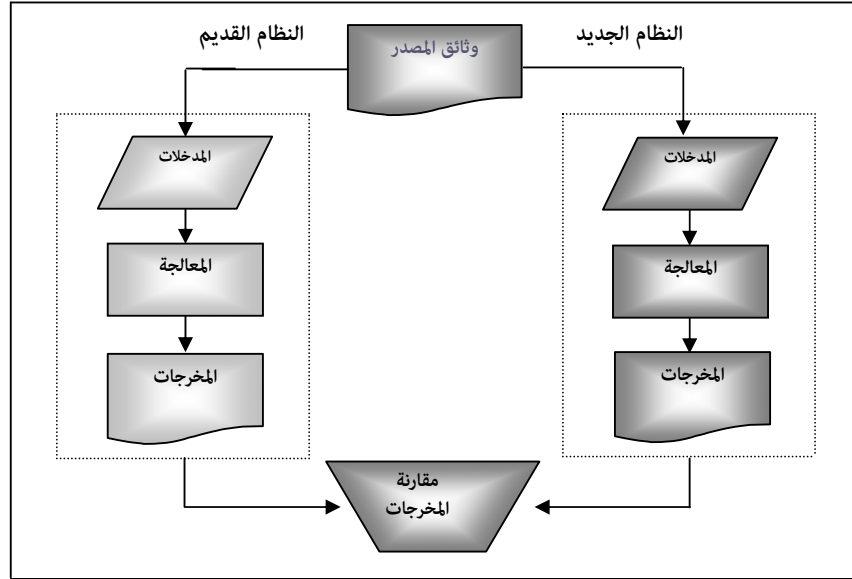 النظام الجديد
وثائق المصدر
النظام القديم
المدخلات
المدخلات
المعالجة
المعالجة
المخرجات
المخرجات
مقارنة
المخرجات